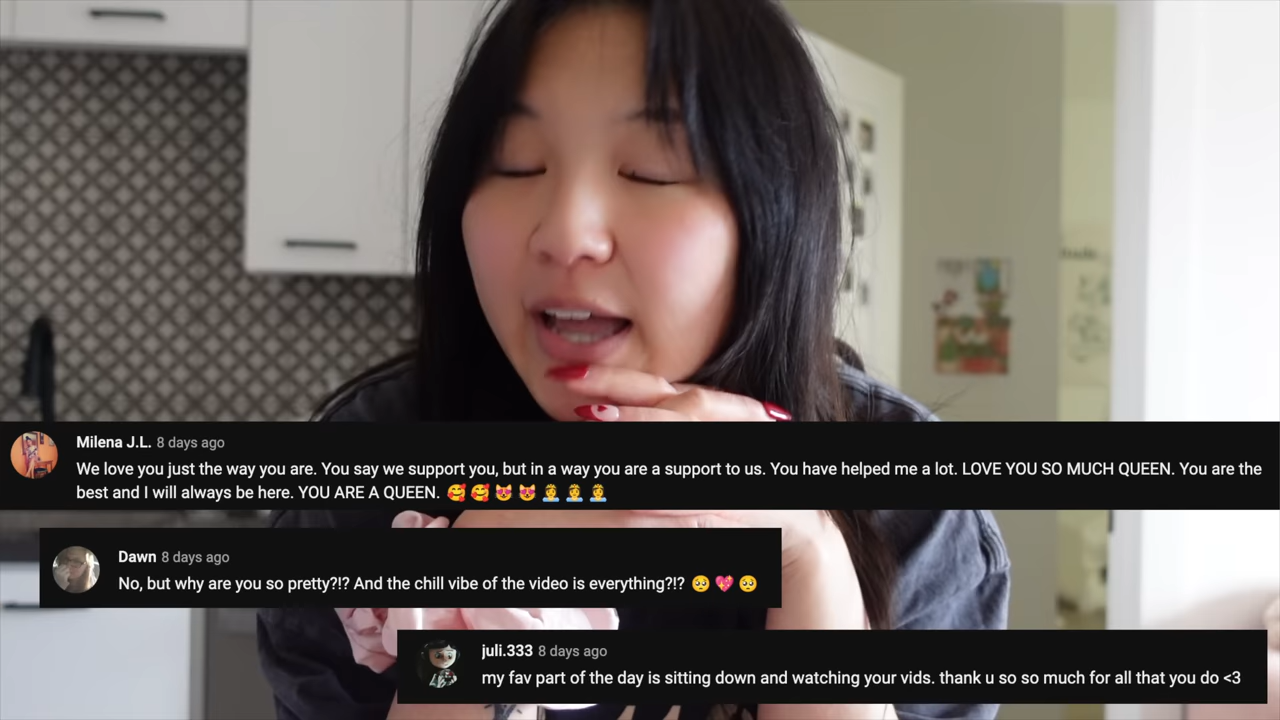 Milena J.L. 8 days ago
We love you just the way you are. You say we support you, but in a way you are a support to us. You have helped me a lot. LOVE YOU SO MUCH QUEEN. You are the
best and I will always be here. YOU ARE A QUEEN. 🥰 🥰 😻 😻 👸 👸 👸
Dawn 8 days ago
No, but why are you so pretty?!? And the chill vibe of the video is everything?!? 🥺 💖 🥺
juli.333 8 days ago
my fav part of the day is sitting down and watching your vids. thank u so so much for all that you do <3